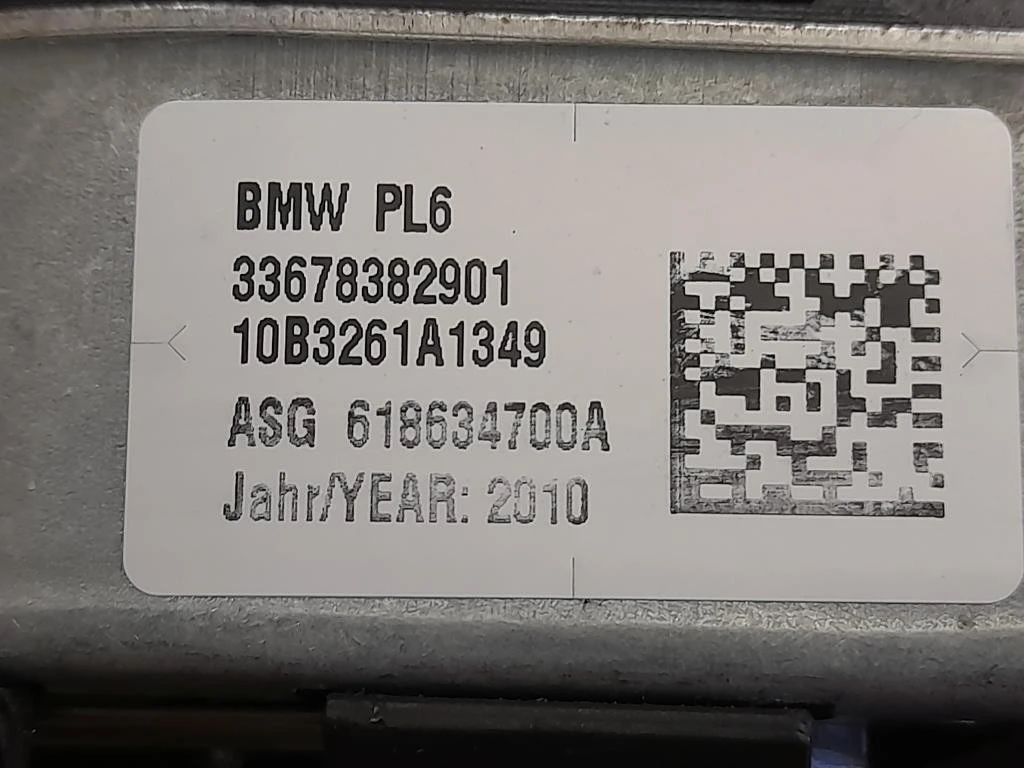 BMW PL6
33678382901
10B3261A1349
ASG 618634700A
Jahr/YEAR: 2010